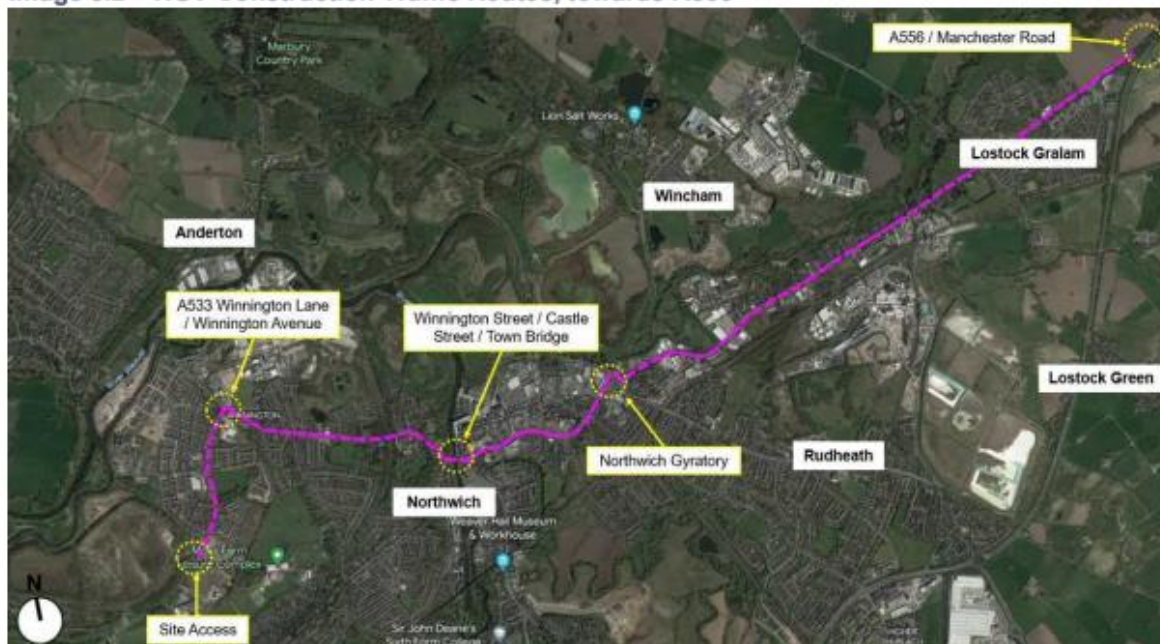 Marbury
Country Park
A556 / Manchester Road
Lion Salt Works
Lostock Gralam
Wincham
Anderton
A533 Winnington Lane
/ Winnington Avenue
Winnington Street / Castle
Street / Town Bridge
Lostock Green
Northwich Gyratory
Rudheath
Northwich
Weaver Hall Museum
& Workhouse
N
Site Access
Sir John Deane's
Sixth Form College